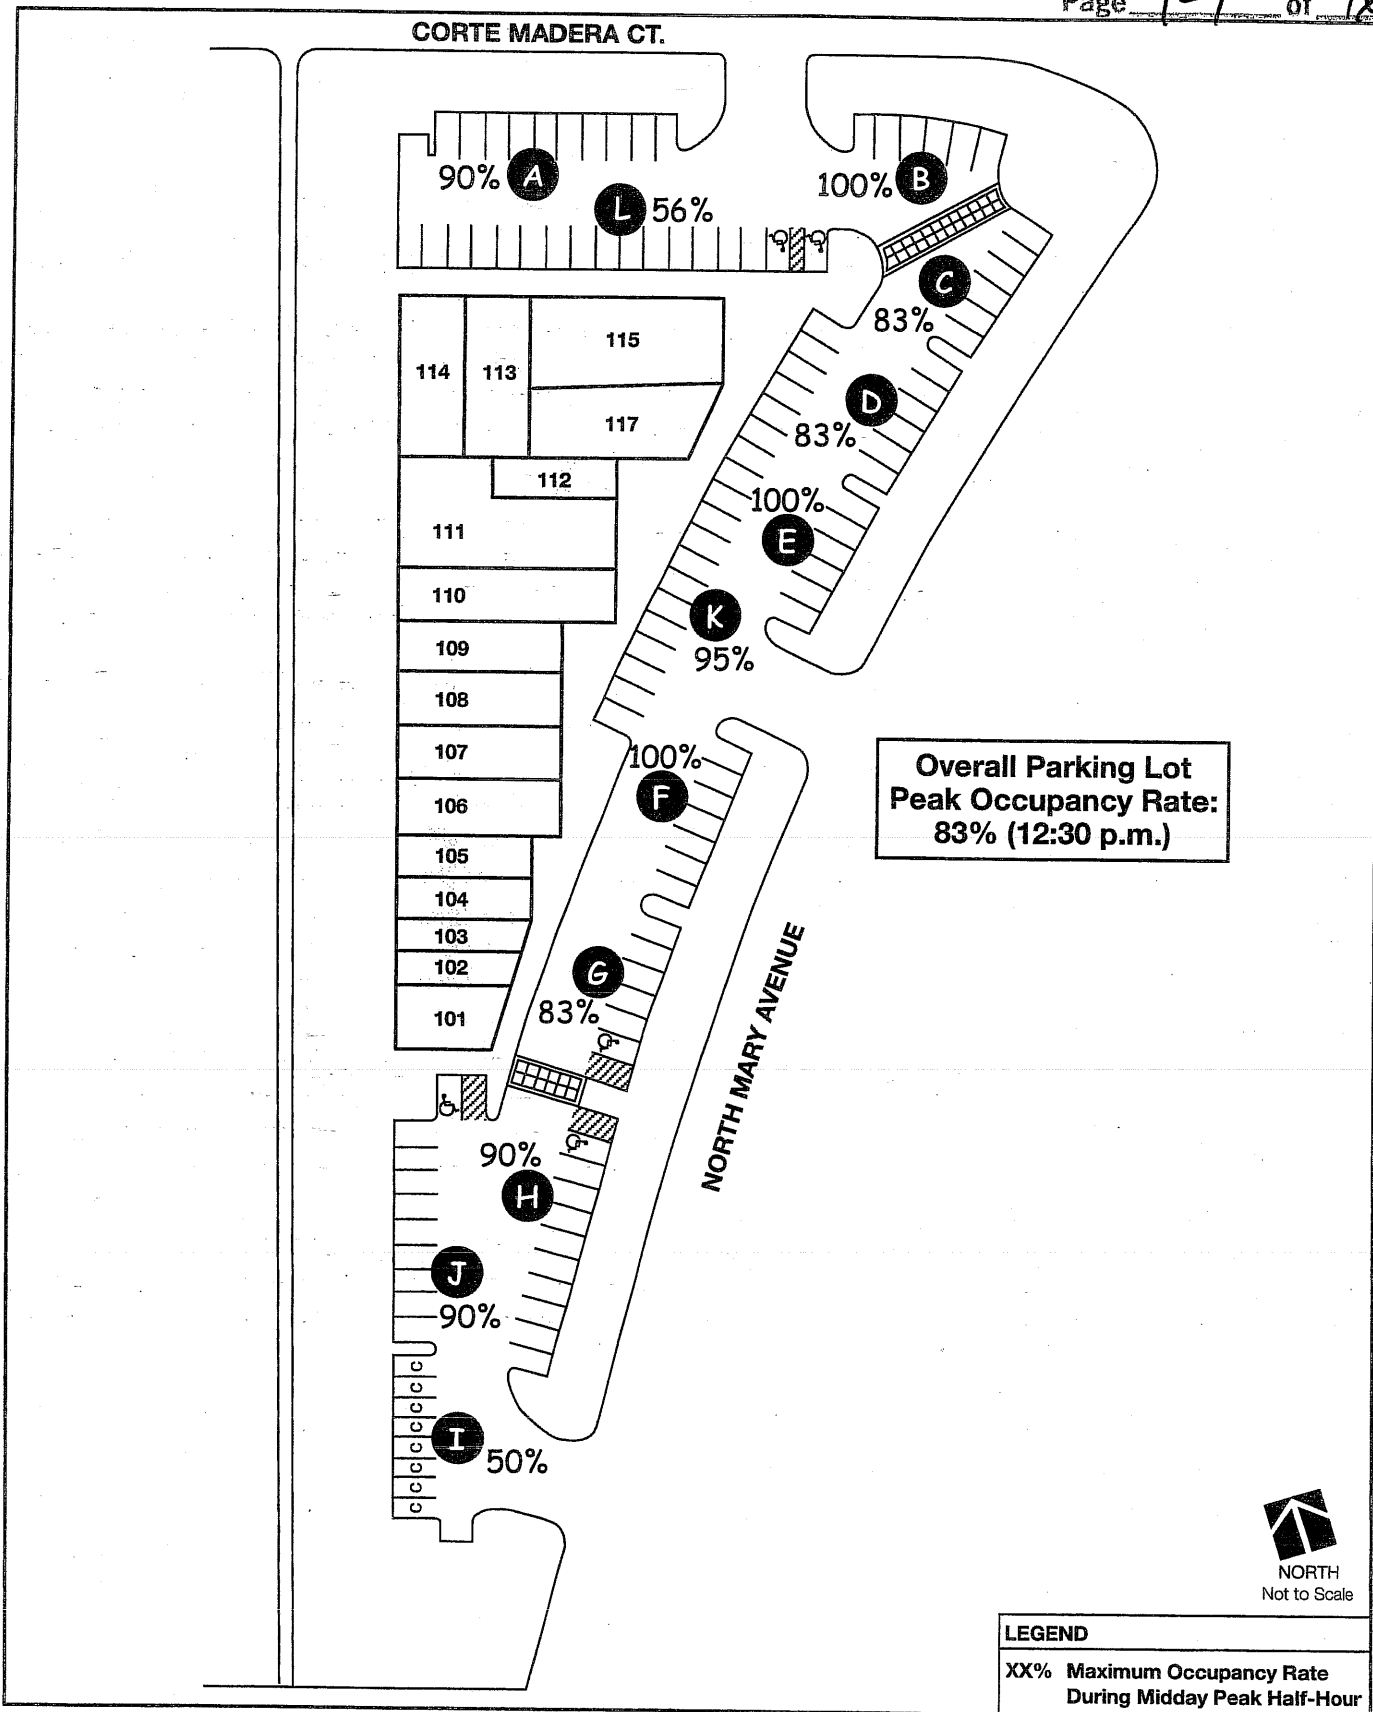 Page of
CORTE MADERA CT.
90% A
L 56%
100% B
C
83%
D
83%
100%
E
K
95%
114
113
115
117
112
111
110
109
108
107
106
105
104
103
102
101
100%
F
Overall Parking Lot
Peak Occupancy Rate:
83% (12:30 p.m.)
G
83%
NORTH MARY AVENUE
90%
H
J
90%
C
C
C
C
C
C
C
C
I 50%
NORTH
Not to Scale
LEGEND
XX% Maximum Occupancy Rate
During Midday Peak Half-Hour